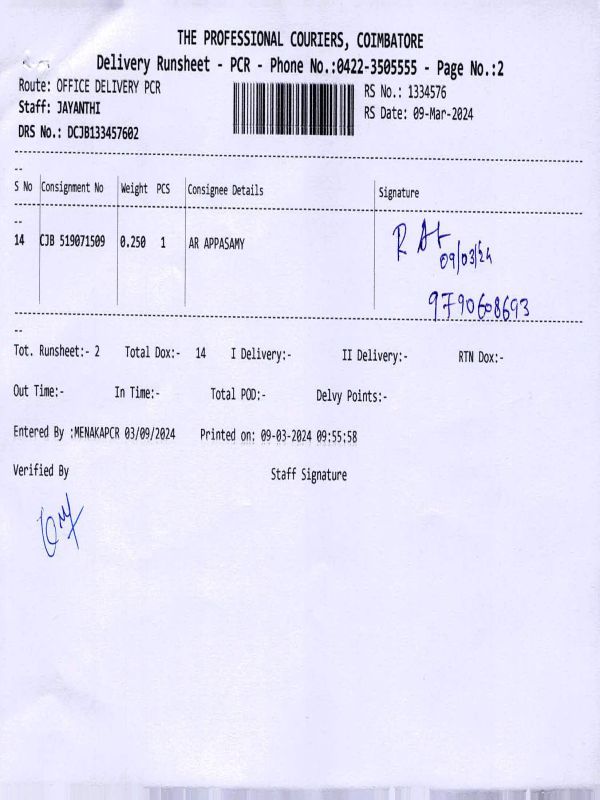 THE PROFESSIONAL COURIERS, COIMBATORE
Delivery Runsheet - PCR - Phone No.:0422-3505555 - Page No.:2
Route: OFFICE DELIVERY PCR
RS No.: 1334576
Staff: JAYANTHI
RS Date: 09-Mar-2024
DRS No.: DCJB133457602
S No Consignment No Weight PCS Consignee Details Signature
14 CJB 519071509 0.250 1 AR APPASAMY
09/03/24
9790608693
Tot. Runsheet:- 2 Total Dox:- 14 I Delivery:- II Delivery:- RTN Dox:-
Out Time:- In Time:- Total POD:- Delvy Points:-
Entered By :MENAKAPCR 03/09/2024 Printed on: 09-03-2024 09:55:58
Verified By Staff Signature